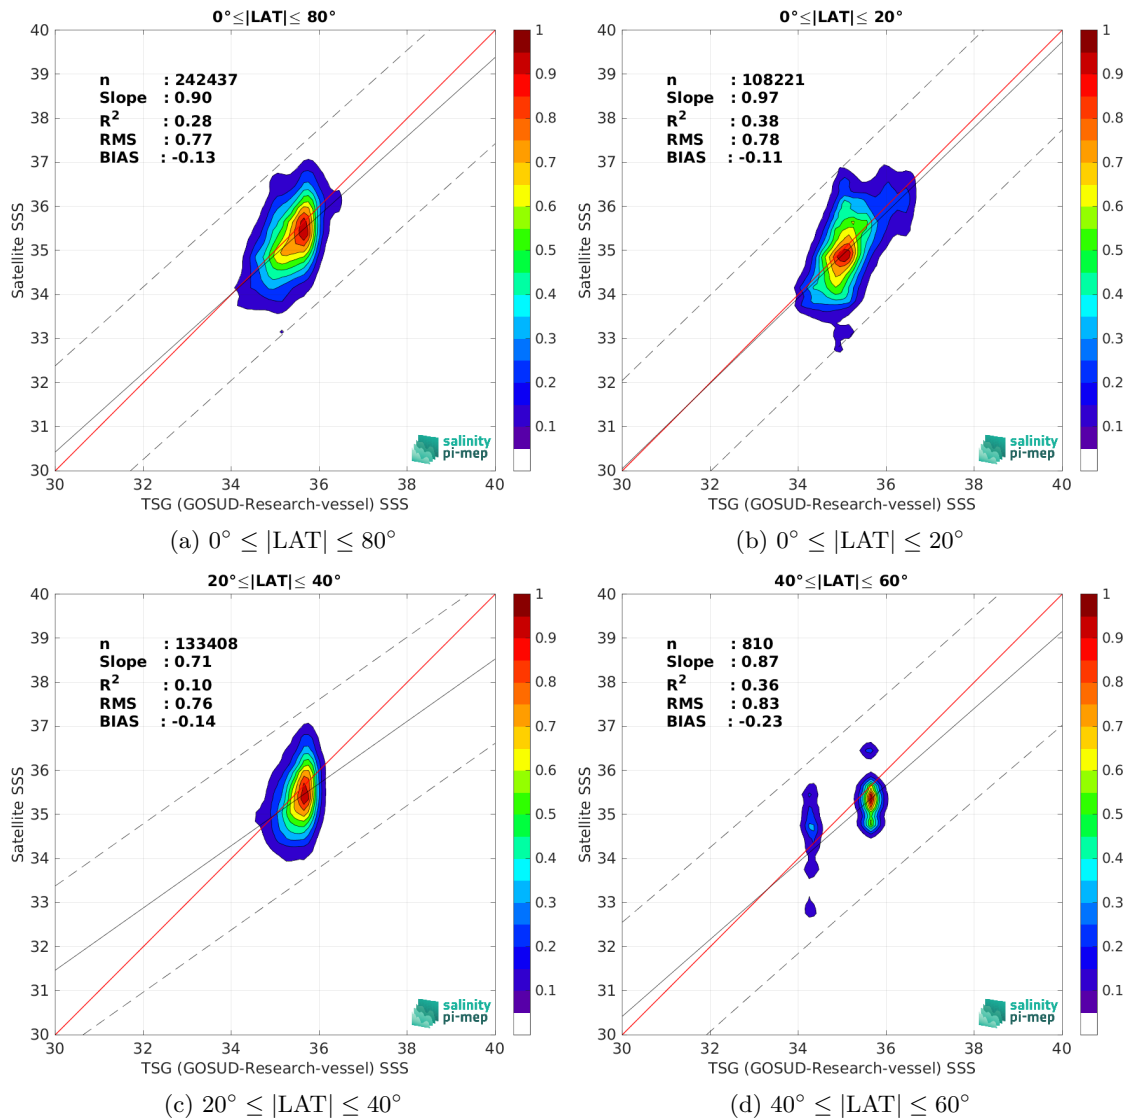 0°≤|LAT|≤ 80°
40
39
38
37
36
35
34
33
32
31
30
Satellite SSS
n : 242437
Slope : 0.90
R² : 0.28
RMS : 0.77
BIAS : -0.13
salinity
pi-mep
30 32 34 36 38 40
TSG (GOSUD-Research-vessel) SSS
1
0.9
0.8
0.7
0.6
0.5
0.4
0.3
0.2
0.1
(a) 0° ≤ |LAT| ≤ 80°
0°≤|LAT|≤ 20°
40
39
38
37
36
35
34
33
32
31
30
Satellite SSS
n : 108221
Slope : 0.97
R² : 0.38
RMS : 0.78
BIAS : -0.11
salinity
pi-mep
30 32 34 36 38 40
TSG (GOSUD-Research-vessel) SSS
1
0.9
0.8
0.7
0.6
0.5
0.4
0.3
0.2
0.1
(b) 0° ≤ |LAT| ≤ 20°
20°≤|LAT|≤ 40°
40
39
38
37
36
35
34
33
32
31
30
Satellite SSS
n : 133408
Slope : 0.71
R² : 0.10
RMS : 0.76
BIAS : -0.14
salinity
pi-mep
30 32 34 36 38 40
TSG (GOSUD-Research-vessel) SSS
1
0.9
0.8
0.7
0.6
0.5
0.4
0.3
0.2
0.1
(c) 20° ≤ |LAT| ≤ 40°
40°≤|LAT|≤ 60°
40
39
38
37
36
35
34
33
32
31
30
Satellite SSS
n : 810
Slope : 0.87
R² : 0.36
RMS : 0.83
BIAS : -0.23
salinity
pi-mep
30 32 34 36 38 40
TSG (GOSUD-Research-vessel) SSS
1
0.9
0.8
0.7
0.6
0.5
0.4
0.3
0.2
0.1
(d) 40° ≤ |LAT| ≤ 60°